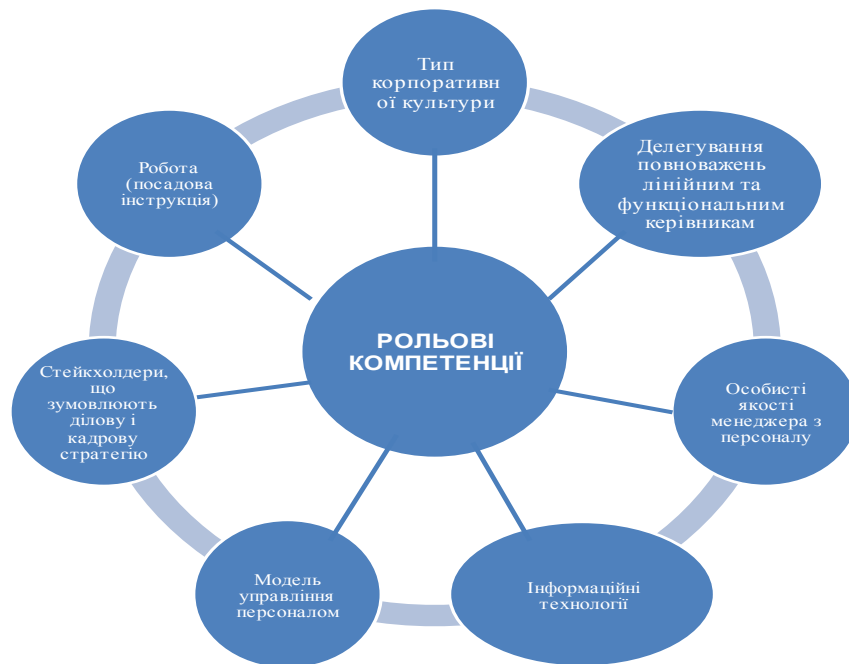 Тип
корпоративн
ої культури
Делегування
повноважень
лінійним та
функціональним
керівникам
Особисті
якості
менеджера з
персоналу
Інформаційні
технології
Модель
управління
персоналом
Стейкхолдери,
що
зумовлюють
ділову і
кадрову
стратегію
Робота
(посадова
інструкція)
РОЛЬОВІ
КОМПЕТЕНЦІЇ